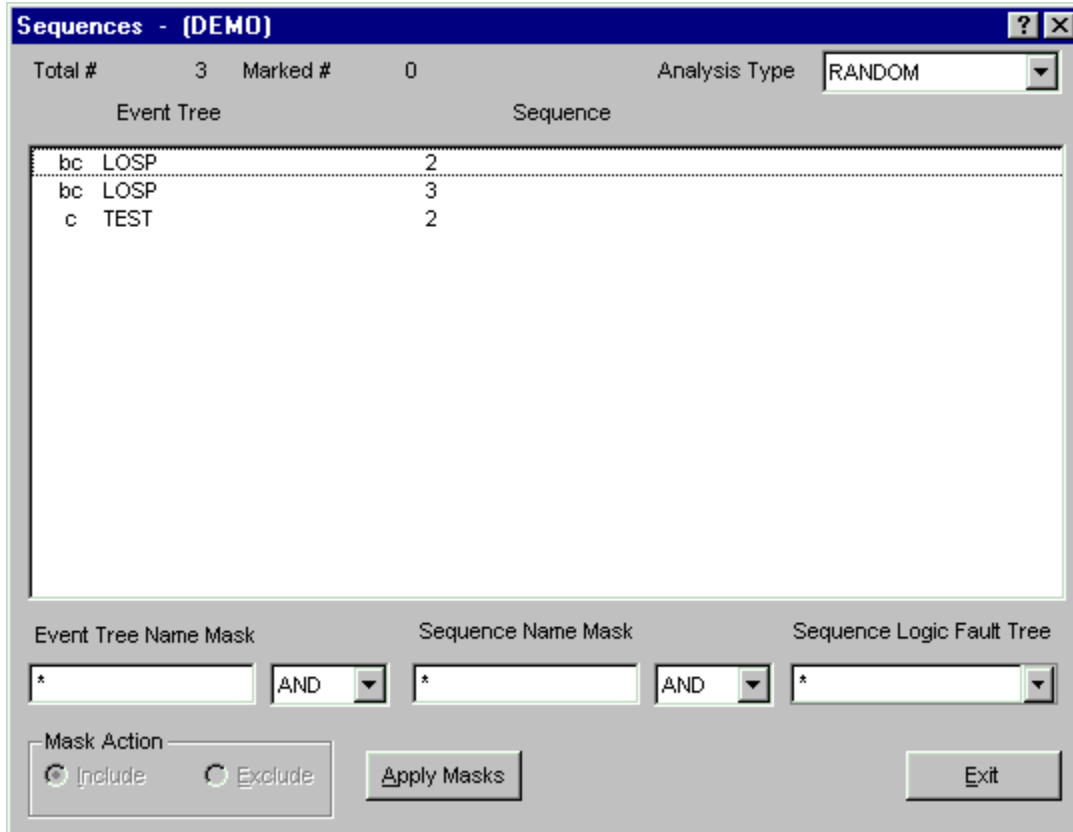 Sequences - (DEMO) ? X
Total # 3 Marked # 0 Analysis Type RANDOM
Event Tree Sequence
bc LOSP 2
bc LOSP 3
c TEST 2
Event Tree Name Mask Sequence Name Mask Sequence Logic Fault Tree
* AND * AND *
Mask Action
Include Exclude Apply Masks Exit